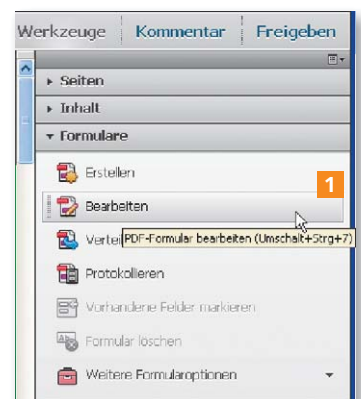 Werkzeuge Kommentar Freigeben
Seiten
Inhalt
Formulare
Erstellen
1
Bearbeiten
Vertei
PDF-Formular bearbeiten (Umschalt+Strg+7)
Protokollieren
Vorhandene Felder markieren
Formular löschen
Weitere Formularoptionen